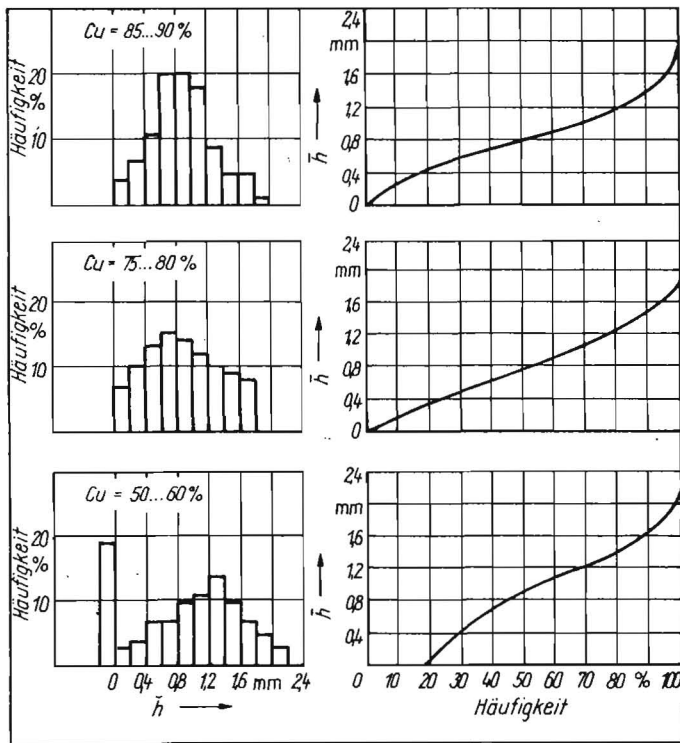 Cu = 85...90%
Häufigkeit
20
%
10
2,4
mm
1,6
1,2
0,8
0,4
0
h̄
Cu = 75...80%
Häufigkeit
20
%
10
2,4
mm
1,6
1,2
0,8
0,4
0
h̄
Cu = 50...60%
Häufigkeit
20
%
10
0 0,4 0,8 1,2 1,6 mm 2,4
h̄
2,4
mm
1,6
1,2
0,8
0,4
h̄
0 10 20 30 40 50 60 70 80 % 100
Häufigkeit